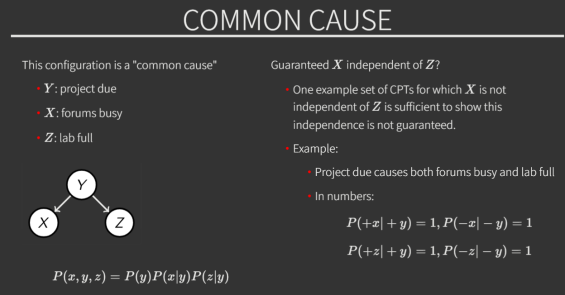 COMMON CAUSE
This configuration is a "common cause"
• Y: project due
• X: forums busy
• Z: lab full
Y
X Z
P(x, y, z) = P(y)P(x|y)P(z|y)
Guaranteed X independent of Z?
• One example set of CPTs for which X is not
independent of Z is sufficient to show this
independence is not guaranteed.
• Example:
• Project due causes both forums busy and lab full
• In numbers:
P(+x| + y) = 1, P(−x| − y) = 1
P(+z| + y) = 1, P(−z| − y) = 1